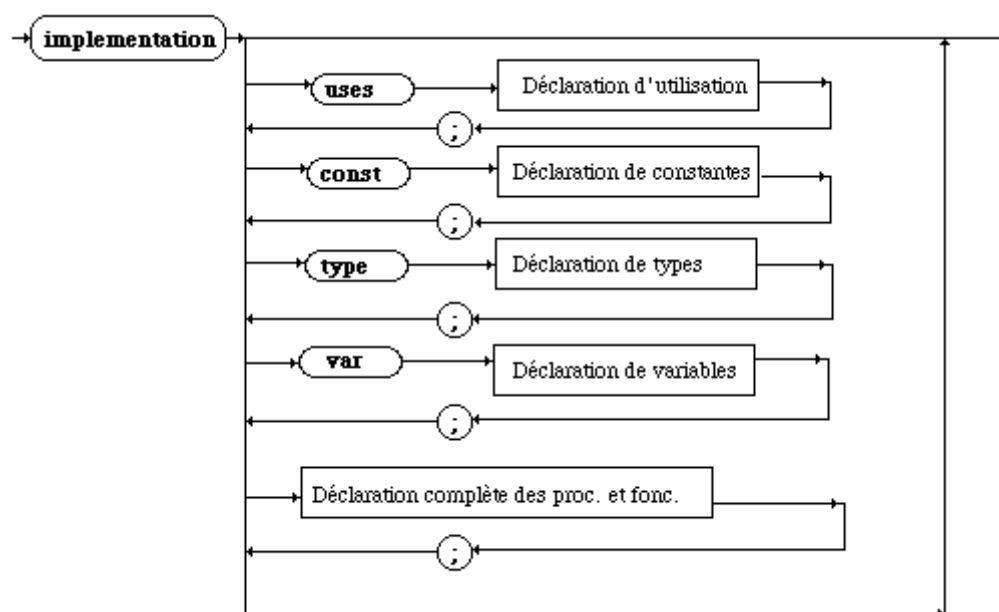 implementation
uses
Déclaration d'utilisation
;
const
Déclaration de constantes
;
type
Déclaration de types
;
var
Déclaration de variables
;
Déclaration complète des proc. et fonc.
;